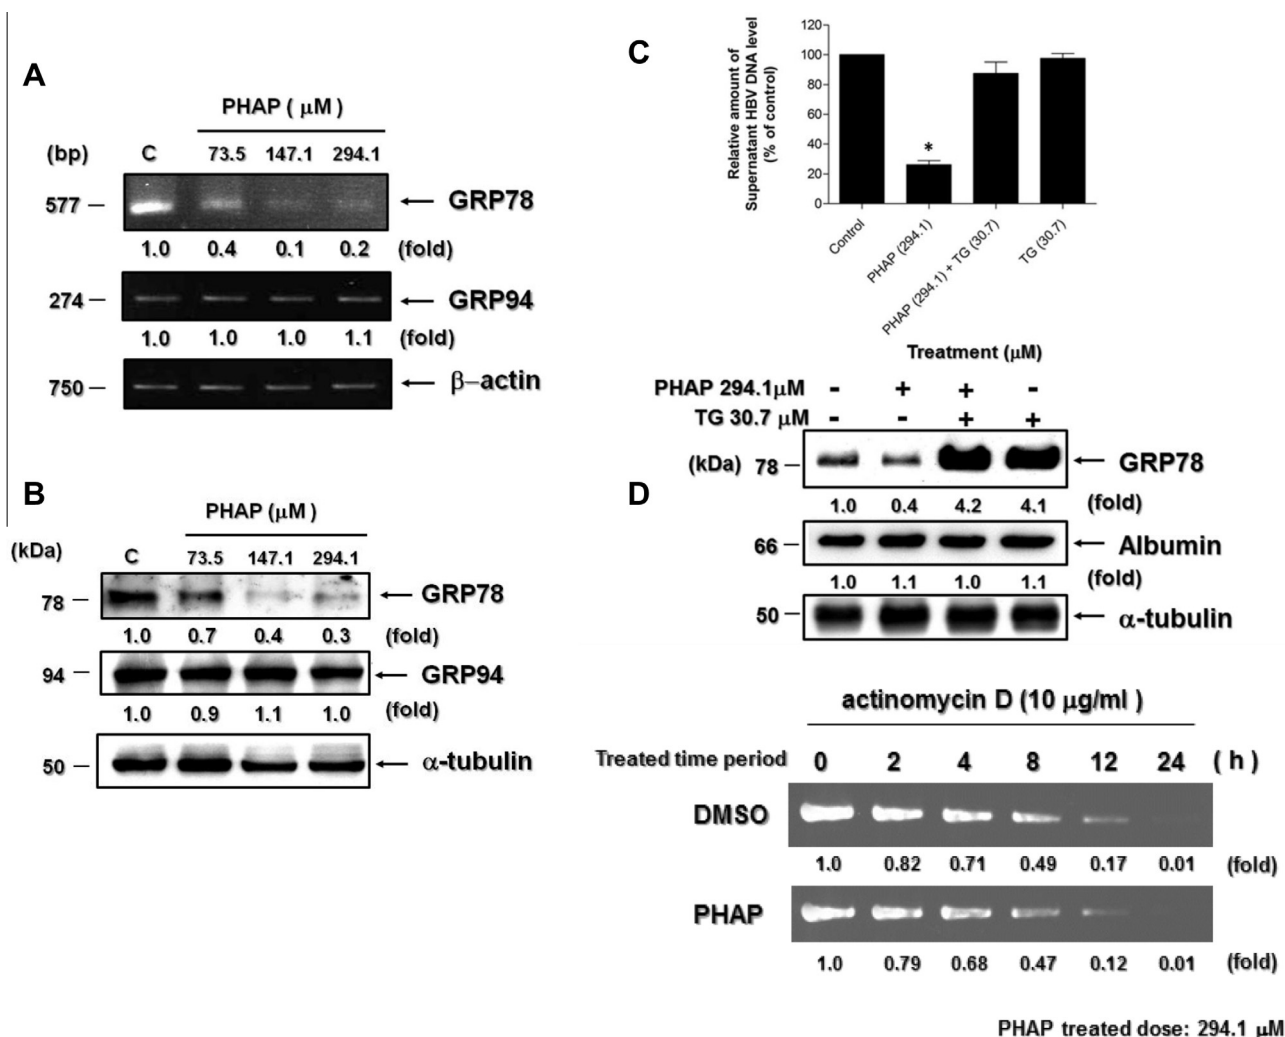 A
PHAP ( μM)
(bp) C 73.5 147.1 294.1
577 GRP78
1.0 0.4 0.1 0.2 (fold)
274 GRP94
1.0 1.0 1.0 1.1 (fold)
750 β–actin
B
PHAP (μM )
(kDa) C 73.5 147.1 294.1
78 GRP78
1.0 0.7 0.4 0.3 (fold)
94 GRP94
1.0 0.9 1.1 1.0 (fold)
50 α-tubulin
C
Relative amount of
Supernatant HBV DNA level
(% of control)
120
100
80
60
40
20
0
*
Control
PHAP (294.1)
PHAP (294.1) + TG (30.7)
TG (30.7)
Treatment (μM)
PHAP 294.1μM - + + -
TG 30.7 μM - - + +
(kDa) 78 GRP78
1.0 0.4 4.2 4.1 (fold)
66 Albumin
1.0 1.1 1.0 1.1 (fold)
50 α-tubulin
D
actinomycin D (10 μg/ml )
Treated time period 0 2 4 8 12 24 ( h )
DMSO
1.0 0.82 0.71 0.49 0.17 0.01 (fold)
PHAP
1.0 0.79 0.68 0.47 0.12 0.01 (fold)
PHAP treated dose: 294.1 μM